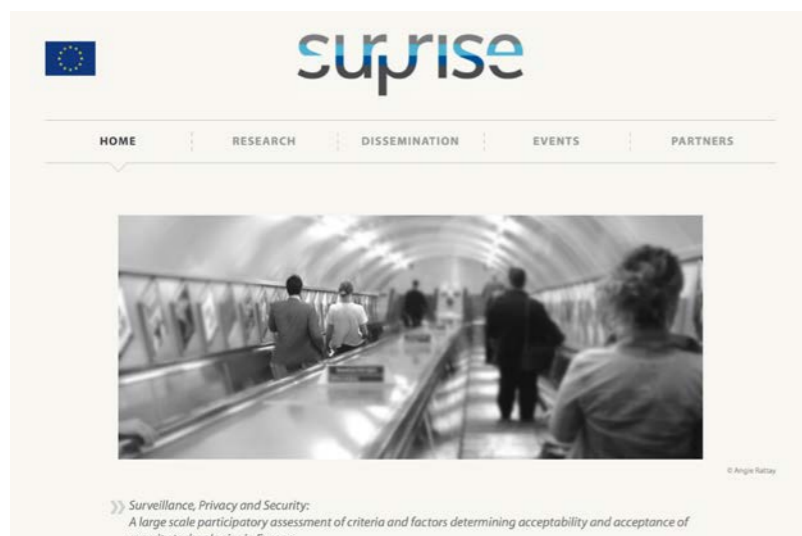 surprise
HOME
RESEARCH
DISSEMINATION
EVENTS
PARTNERS
© Angie Rattay
Surveillance, Privacy and Security:
A large scale participatory assessment of criteria and factors determining acceptability and acceptance of